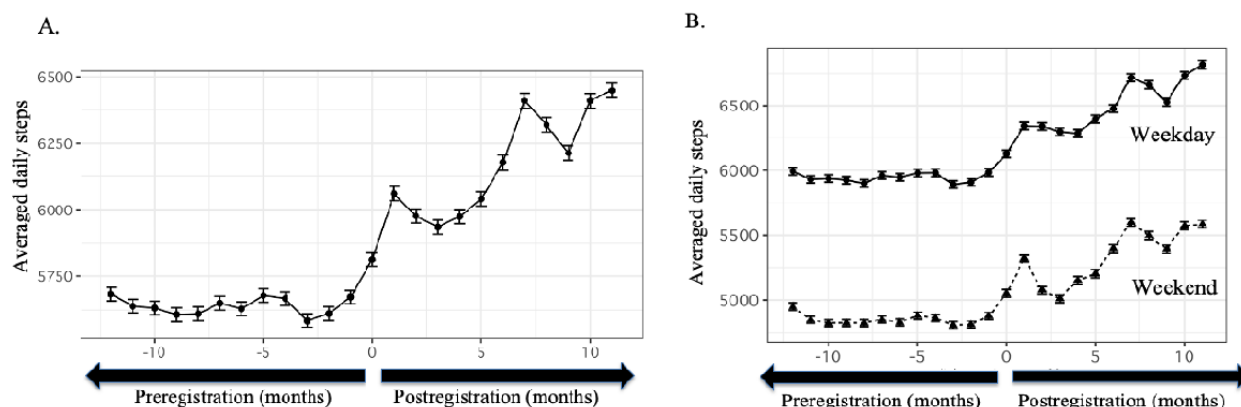 A.
Averaged daily steps
6500
6250
6000
5750
-10 -5 0 5 10
Preregistration (months) Postregistration (months)
B.
Averaged daily steps
6500
6000
5500
5000
Weekday
Weekend
-10 -5 0 5 10
Preregistration (months) Postregistration (months)